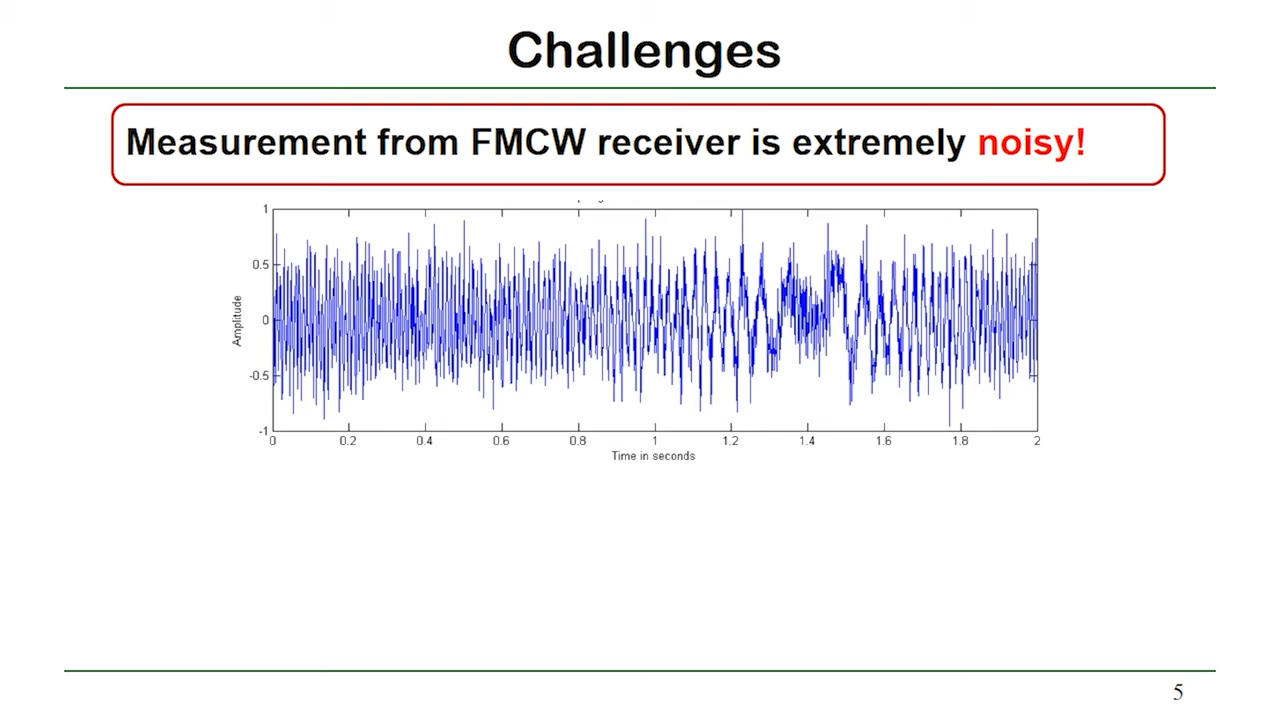 Challenges
Measurement from FMCW receiver is extremely noisy!
1
0.5
0
-0.5
-1
Amplitude
0 0.2 0.4 0.6 0.8 1 1.2 1.4 1.6 1.8 2
Time in seconds
5